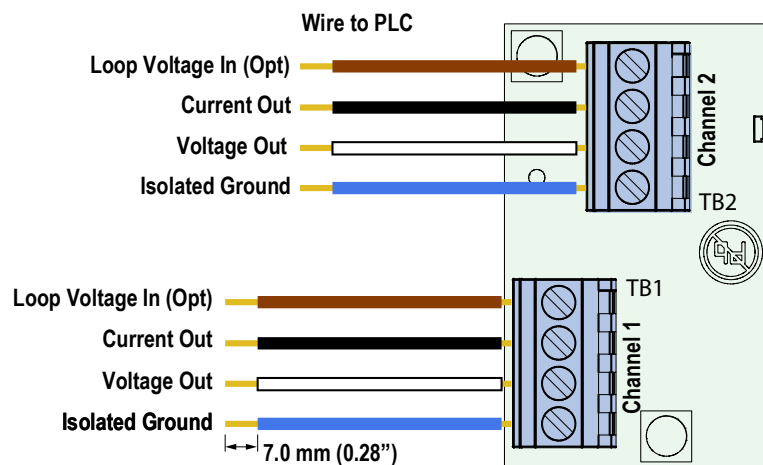 Wire to PLC
Loop Voltage In (Opt)
Current Out
Voltage Out
Isolated Ground
Channel 2
TB2
TB1
Loop Voltage In (Opt)
Current Out
Voltage Out
Isolated Ground
Channel 1
7.0 mm (0.28”)